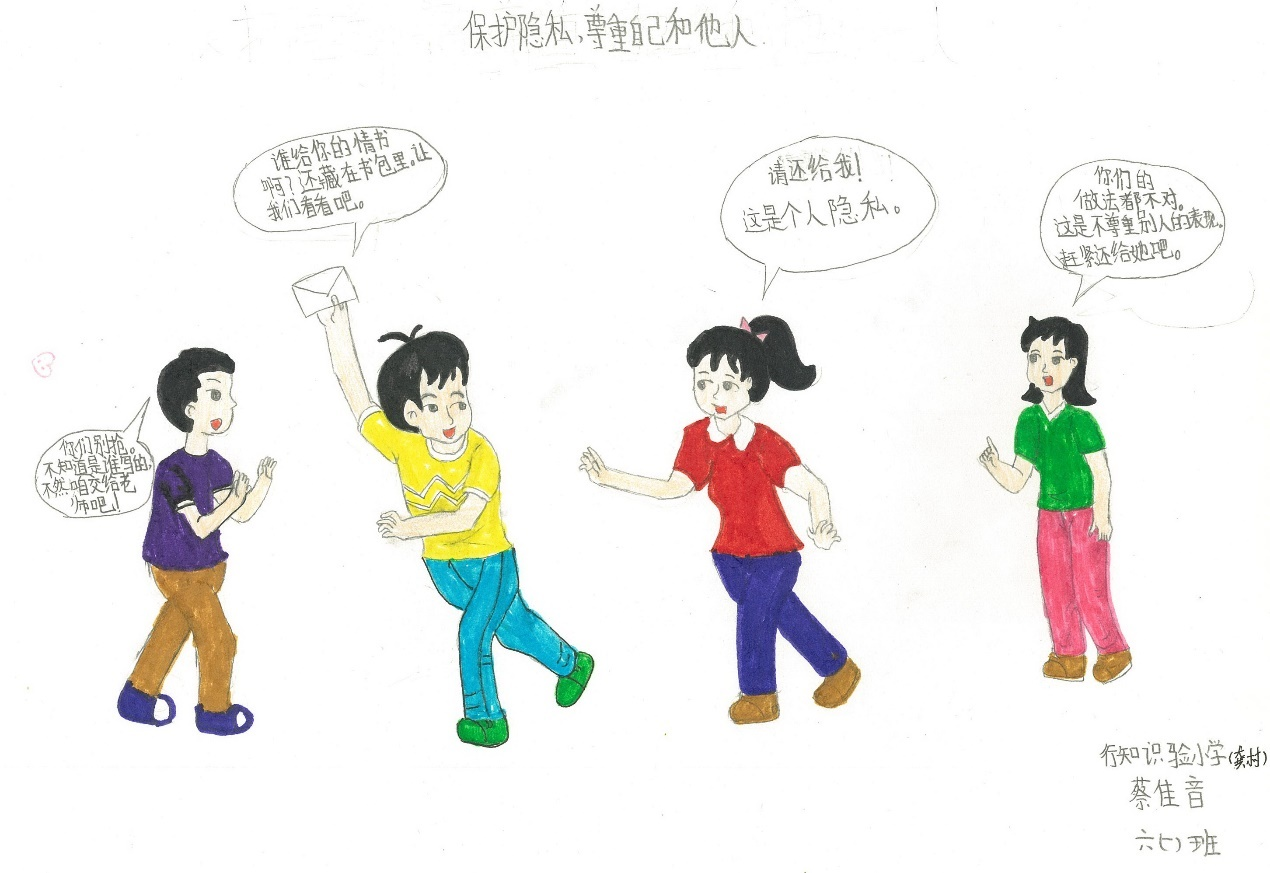 保护隐私,尊重自己和他人
谁给你的情书
啊?还藏在书包里。让
我们看看吧。
请还给我!
这是个人隐私。
你们的
做法都不对。
这是不尊重别人的表现。
赶紧还给她吧。
你们别抢。
不知道是谁写的,
不然咱交给老
师吧!
行知识验小学(龚村)
蔡佳音
六(一)班